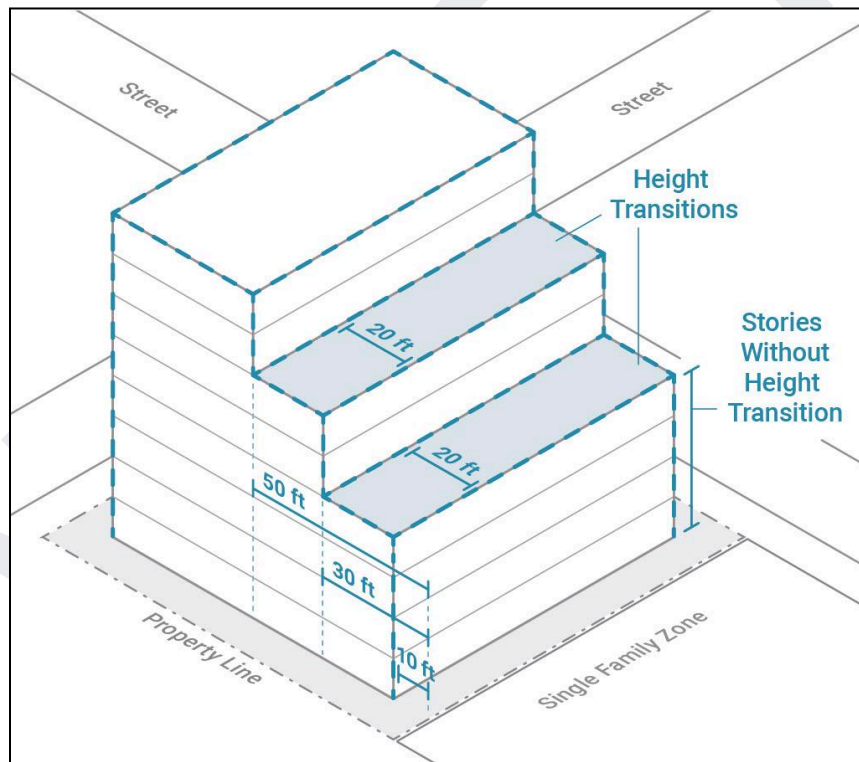 Street
Street
Height
Transitions
20 ft
Stories
Without
Height
Transition
20 ft
50 ft
30 ft
10 ft
Property Line
Single Family Zone